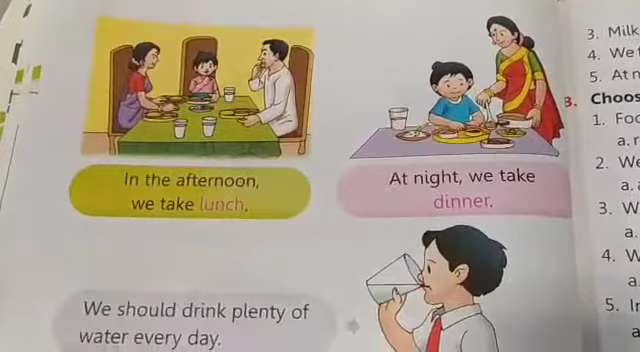 In the afternoon,
we take lunch.
At night, we take
dinner.
We should drink plenty of
water every day.
3. Milk
4. We
5. At n
3. Choos
1. Foo
a. r
2. We
a.
3. W
a.
4. W
a.
5. In
a